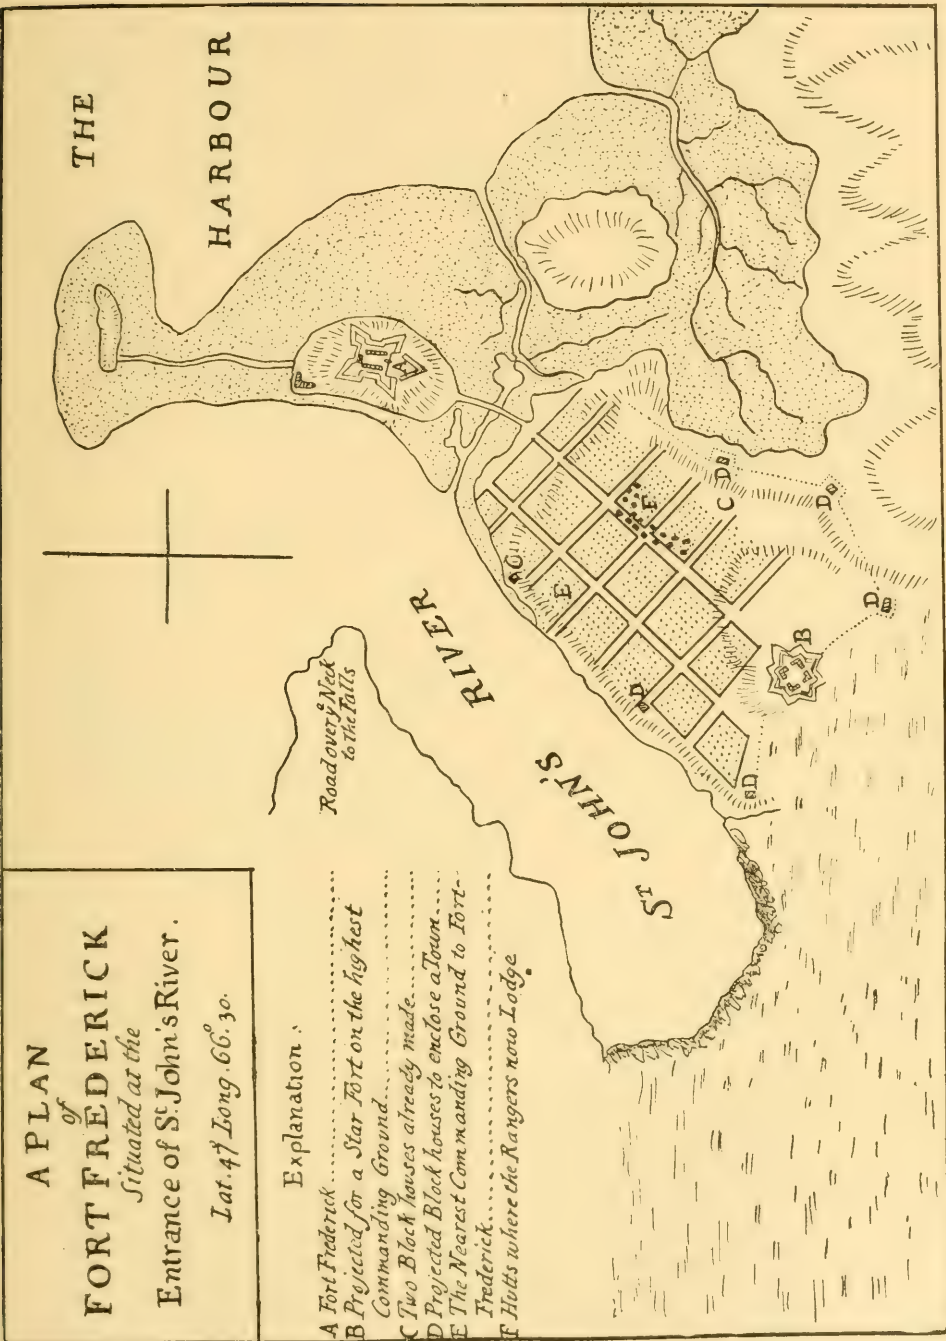 A PLAN
of
FORT FREDERICK
Situated at the
Entrance of St. John's River.
Lat. 47 Long. 66°. 30.
Explanation.
A Fort Frederick
B Projected for a Star Fort on the highest
Commanding Ground
C Two Block houses already made
D Projected Block houses to enclose a Town
E The Nearest Commanding Ground to Fort-
Frederick
F Hutts where the Rangers now Lodge
THE
HARBOUR
Road over ye Neck
to the Falls
ST JOHN'S
RIVER
A
C
E
D
D
F
C
D
D
D
B